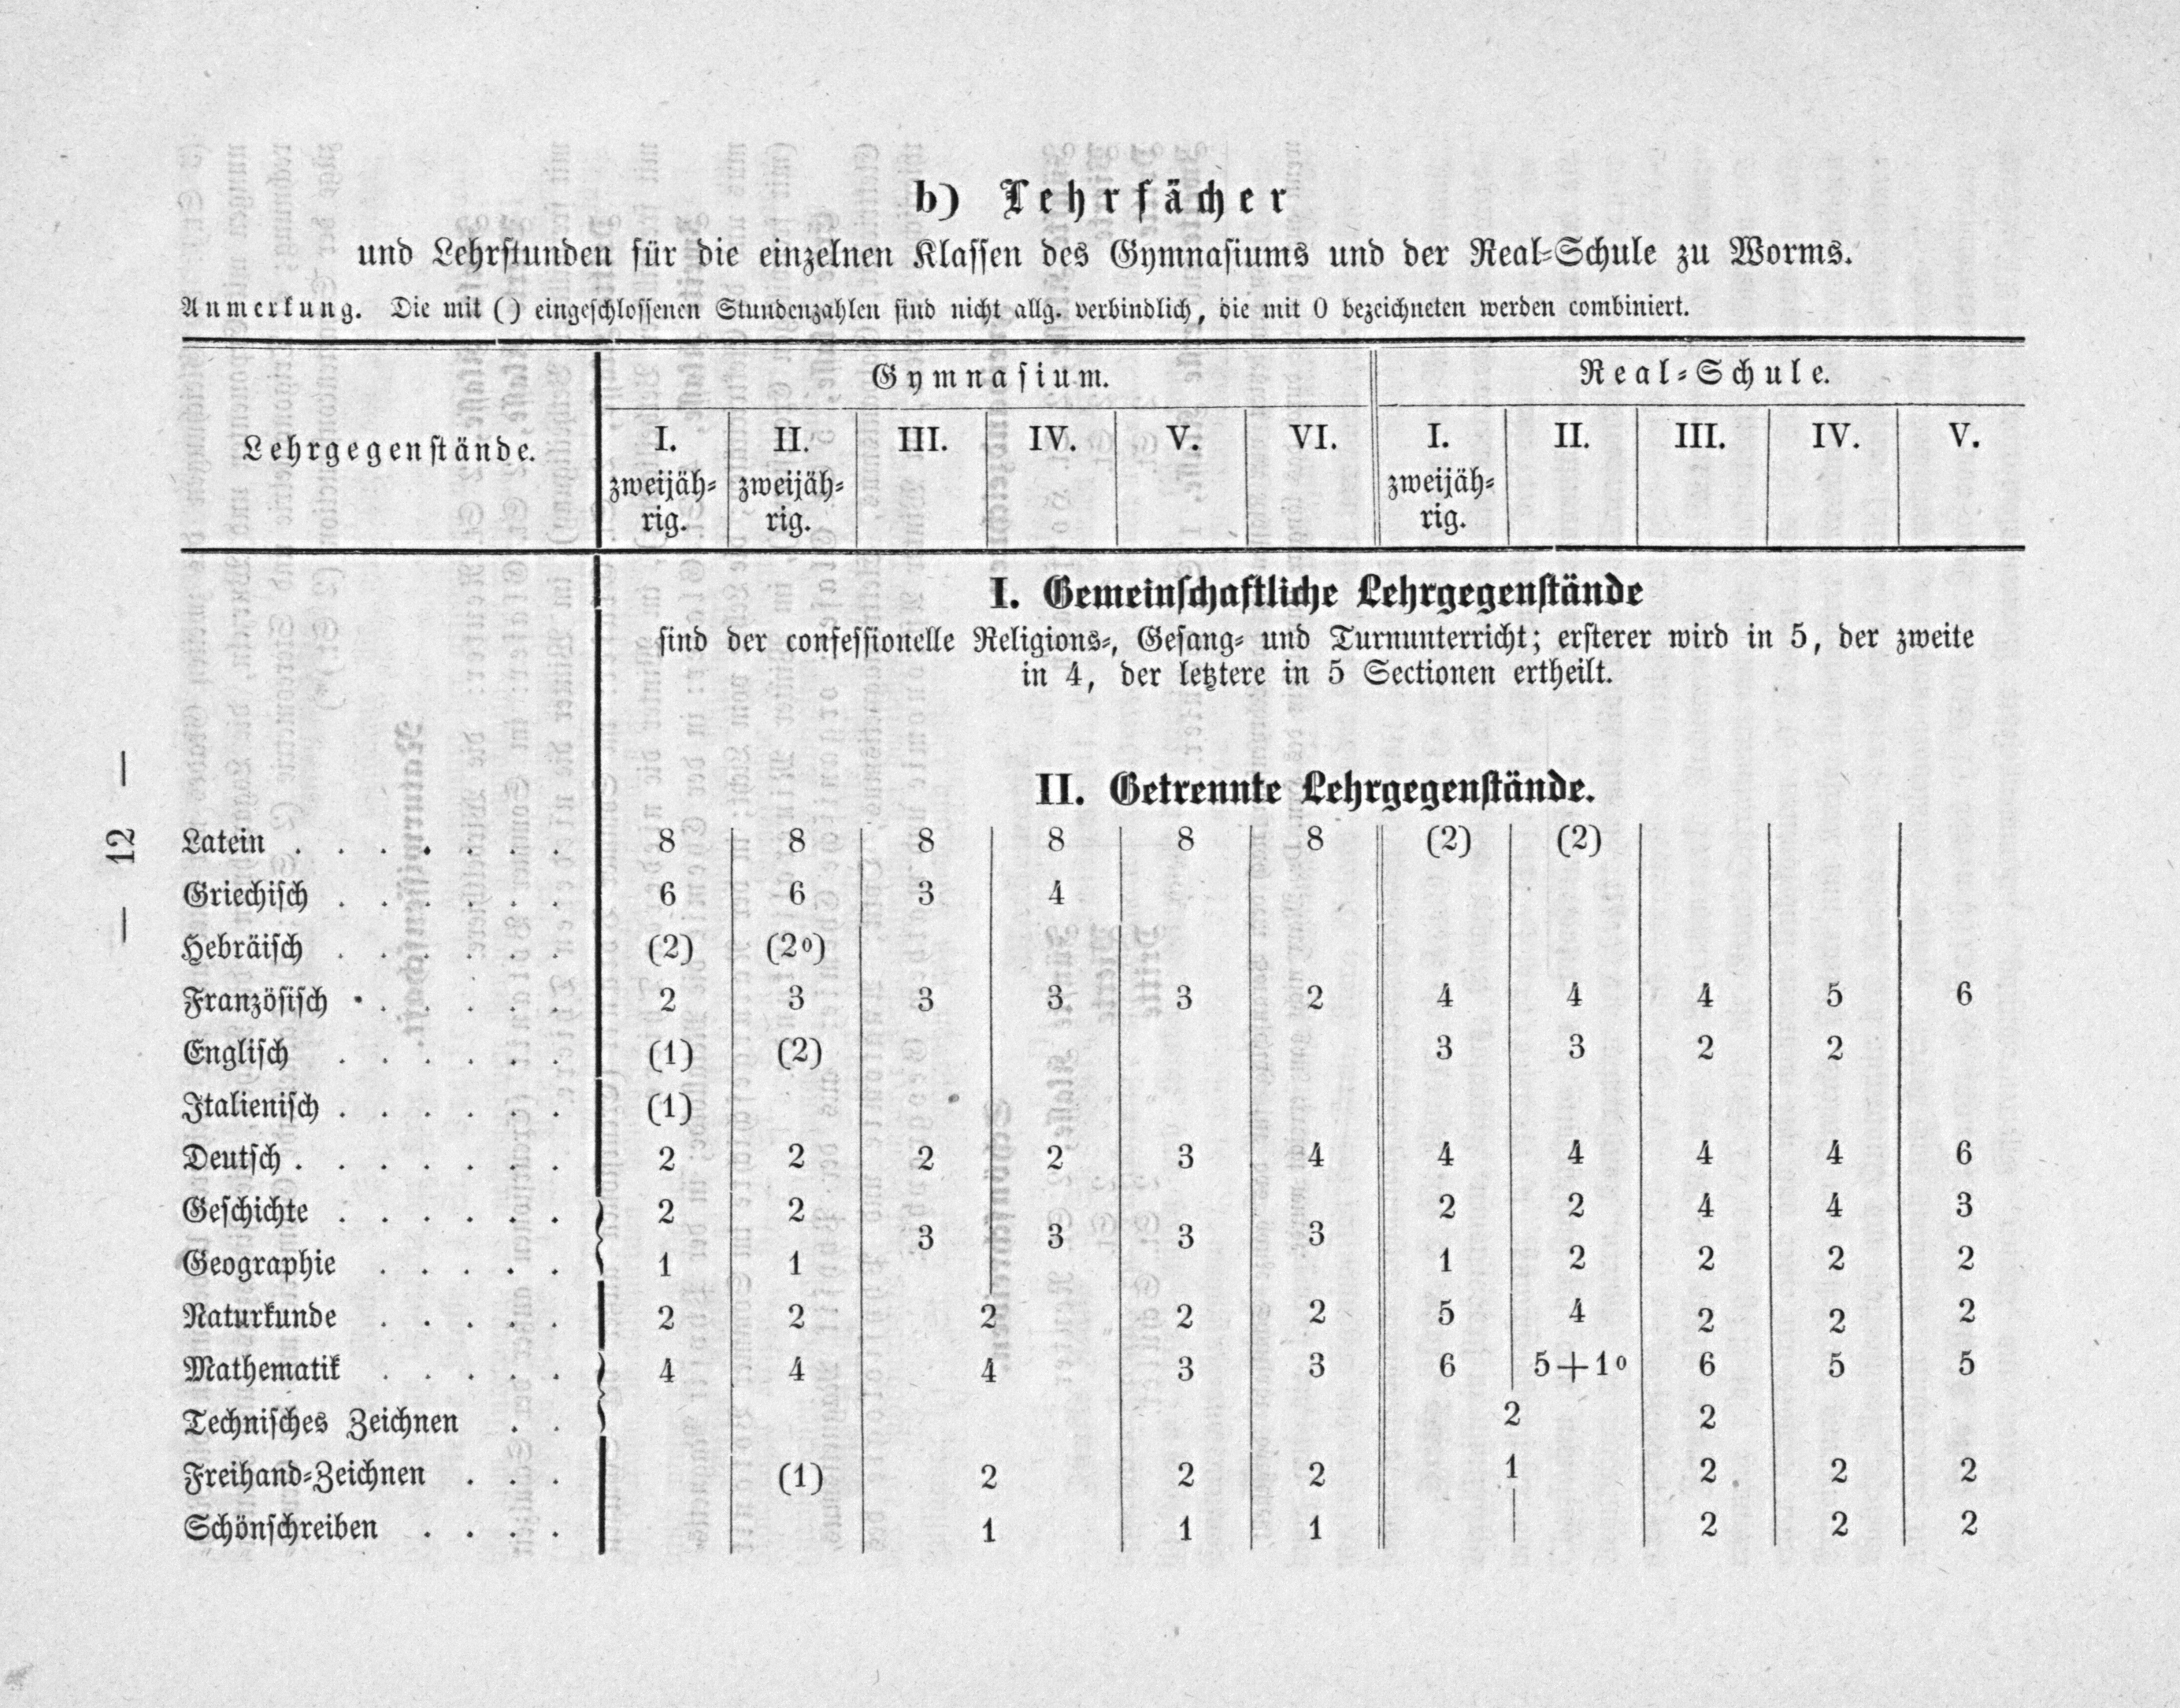 b) Lehrfächer
und Lehrstunden für die einzelnen Klassen des Gymnasiums und der Real-Schule zu Worms.
Anmerkung. Die mit () eingeschlossenen Stundenzahlen sind nicht allg. verbindlich, die mit 0 bezeichneten werden combiniert.
Lehrgegenstände. Gymnasium. Real-Schule.
I. II. III. IV. V. VI. I. II. III. IV. V.
zweijäh- zweijäh- zweijäh-
rig. rig. rig.
I. Gemeinschaftliche Lehrgegenstände
sind der confessionelle Religions-, Gesang- und Turnunterricht; ersterer wird in 5, der zweite
in 4, der letztere in 5 Sectionen ertheilt.
II. Getrennte Lehrgegenstände.
Latein . . . . . . . 8 8 8 8 8 8 (2) (2)
Griechisch . . . . . . 6 6 3 4
Hebräisch . . . . . . (2) (20)
Französisch . . . . . . 2 3 3 3 3 2 4 4 4 5 6
Englisch . . . . . . (1) (2) 3 3 2 2
Italienisch . . . . . . (1)
Deutsch . . . . . . . 2 2 2 2 3 4 4 4 4 4 6
Geschichte . . . . . . 2 2 2 2 4 4 3
3 3 3 3
Geographie . . . . . 1 1 1 2 2 2 2
Naturkunde . . . . . 2 2 2 2 2 5 4 2 2 2
Mathematik . . . . . 4 4 4 3 3 6 5+10 6 5 5
Technisches Zeichnen . . 2 2
Freihand-Zeichnen . . . (1) 2 2 2 1 2 2 2
Schönschreiben . . . . 1 1 1 2 2 2
— 12 —